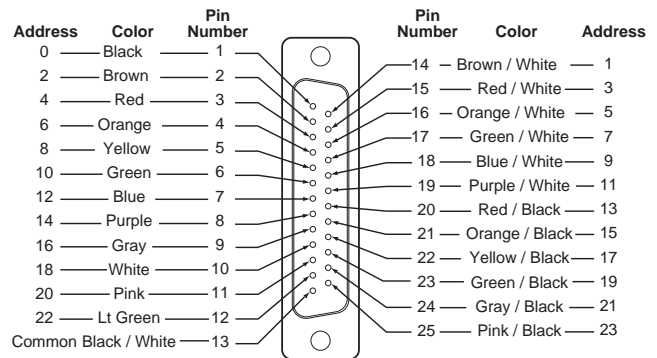 Address Color Pin Number
0 Black 1
2 Brown 2
4 Red 3
6 Orange 4
8 Yellow 5
10 Green 6
12 Blue 7
14 Purple 8
16 Gray 9
18 White 10
20 Pink 11
22 Lt Green 12
Common Black / White 13
Pin Number Color Address
14 Brown / White 1
15 Red / White 3
16 Orange / White 5
17 Green / White 7
18 Blue / White 9
19 Purple / White 11
20 Red / Black 13
21 Orange / Black 15
22 Yellow / Black 17
23 Green / Black 19
24 Gray / Black 21
25 Pink / Black 23